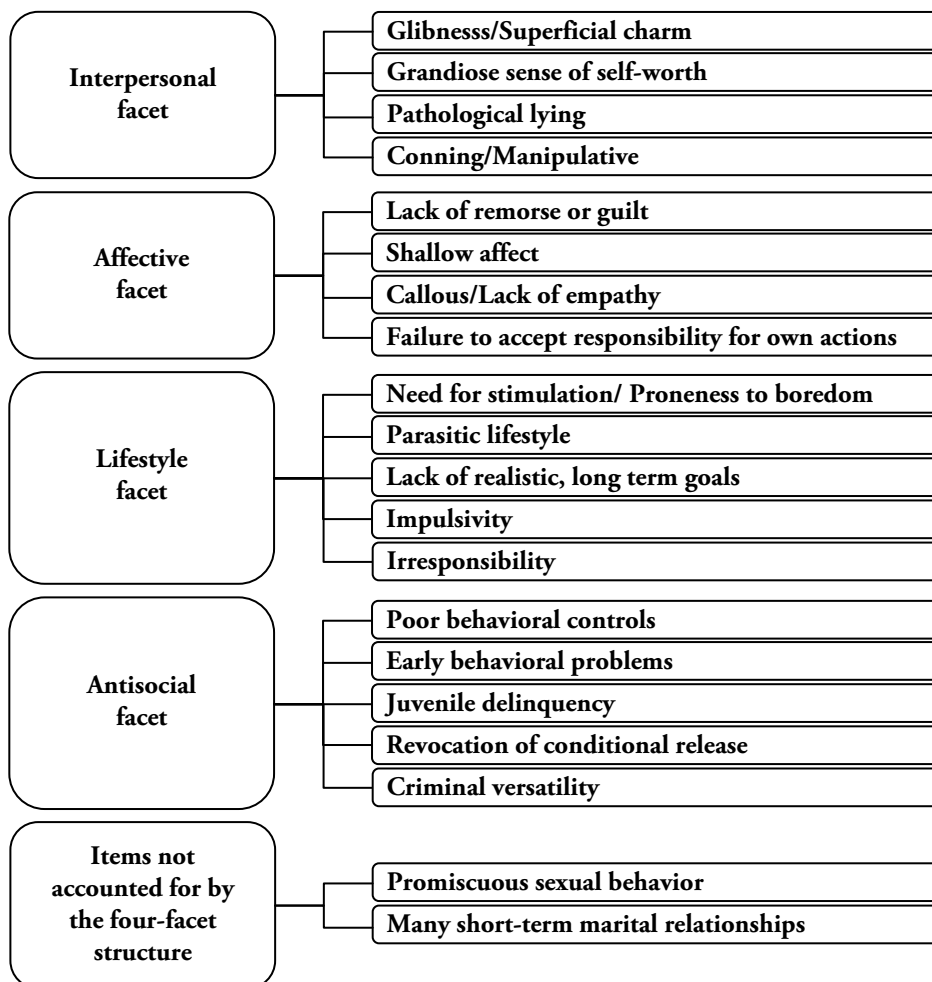 Interpersonal
facet
Glibnesss/Superficial charm
Grandiose sense of self-worth
Pathological lying
Conning/Manipulative
Affective
facet
Lack of remorse or guilt
Shallow affect
Callous/Lack of empathy
Failure to accept responsibility for own actions
Lifestyle
facet
Need for stimulation/ Proneness to boredom
Parasitic lifestyle
Lack of realistic, long term goals
Impulsivity
Irresponsibility
Antisocial
facet
Poor behavioral controls
Early behavioral problems
Juvenile delinquency
Revocation of conditional release
Criminal versatility
Items not
accounted for by
the four-facet
structure
Promiscuous sexual behavior
Many short-term marital relationships